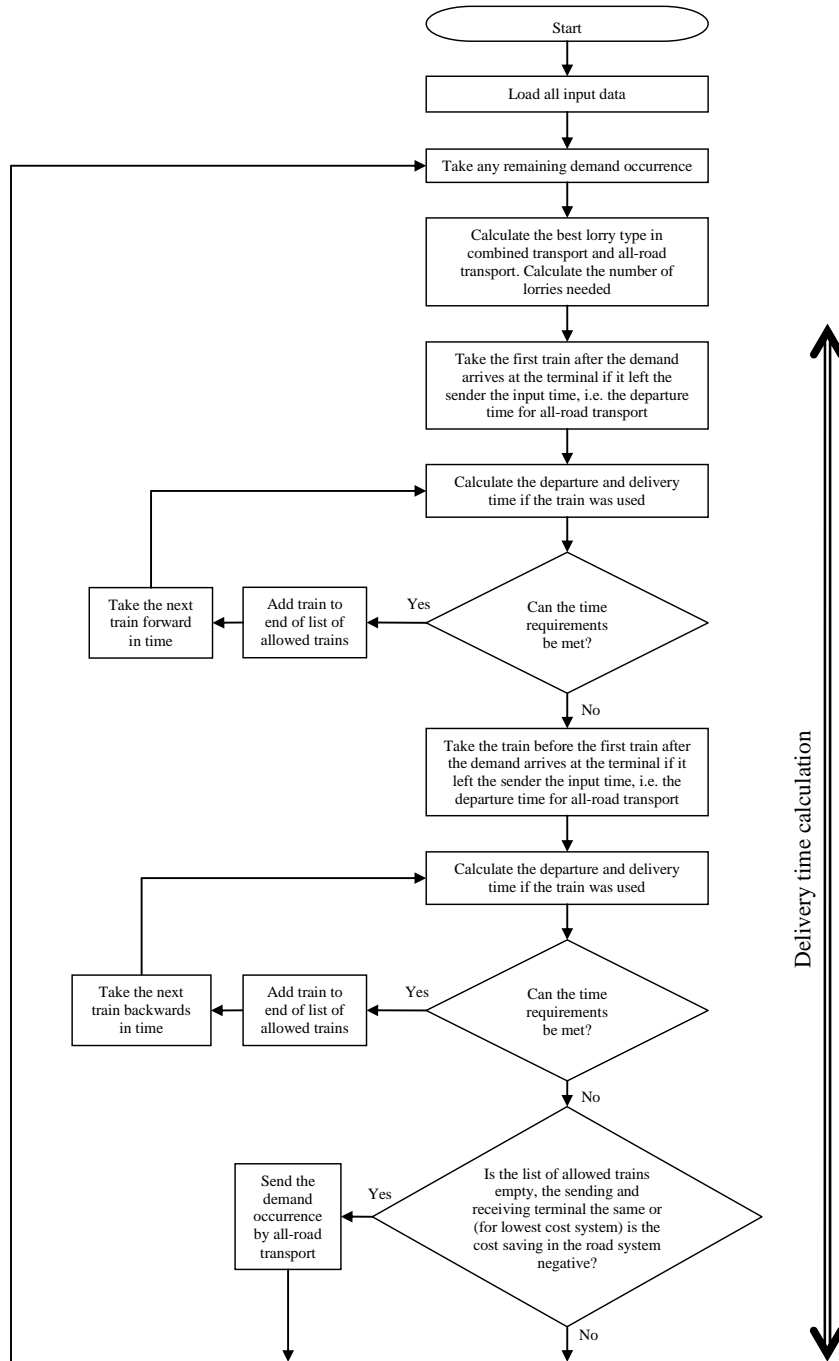 Start
Load all input data
Take any remaining demand occurrence
Calculate the best lorry type in
combined transport and all-road
transport. Calculate the number of
lorries needed
Take the first train after the demand
arrives at the terminal if it left the
sender the input time, i.e. the departure
time for all-road transport
Calculate the departure and delivery
time if the train was used
Can the time
requirements
be met?
Yes
Add train to
end of list of
allowed trains
Take the next
train forward
in time
No
Take the train before the first train after
the demand arrives at the terminal if it
left the sender the input time, i.e. the
departure time for all-road transport
Calculate the departure and delivery
time if the train was used
Can the time
requirements
be met?
Yes
Add train to
end of list of
allowed trains
Take the next
train backwards
in time
No
Is the list of allowed trains
empty, the sending and
receiving terminal the same or
(for lowest cost system) is the
cost saving in the road system
negative?
Yes
Send the
demand
occurrence
by all-road
transport
No
Delivery time calculation